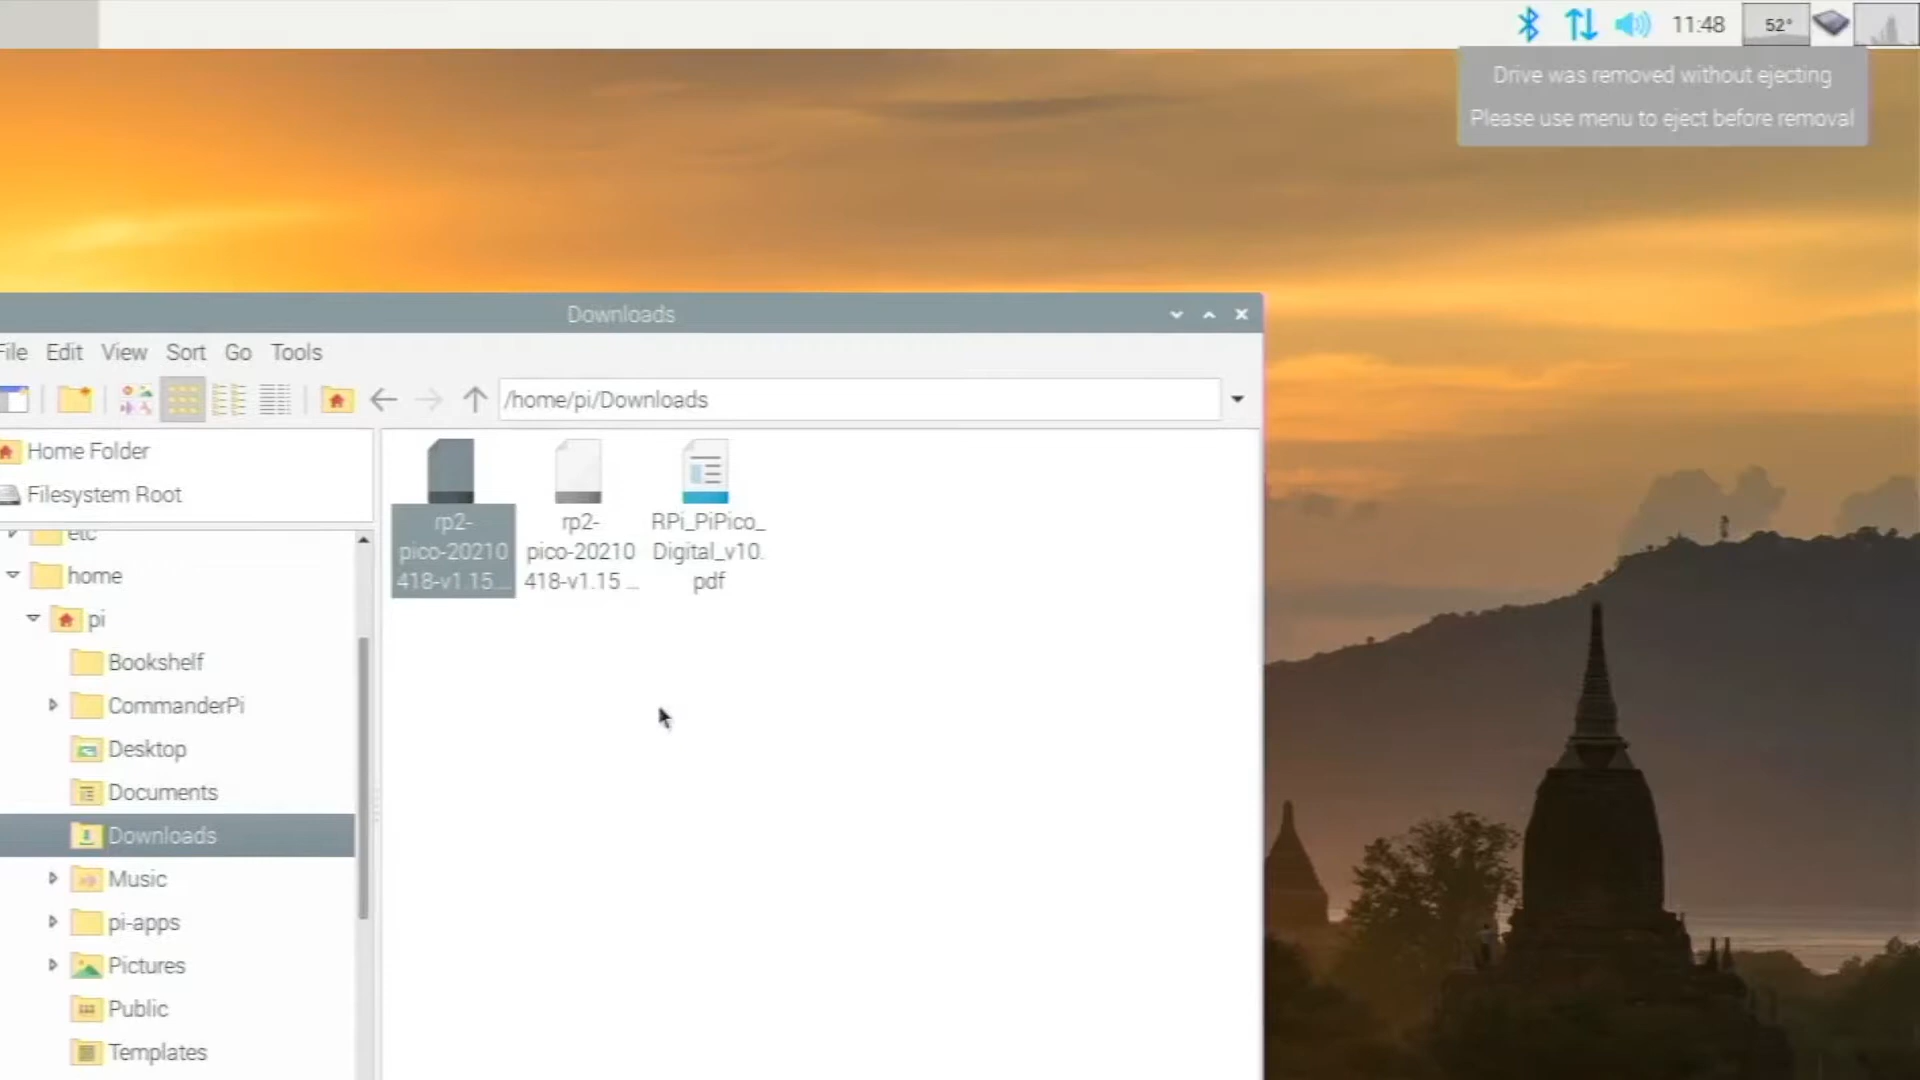 11:48
52°
Drive was removed without ejecting
Please use menu to eject before removal
Downloads
File Edit View Sort Go Tools
/home/pi/Downloads
Home Folder
Filesystem Root
etc
home
pi
Bookshelf
CommanderPi
Desktop
Documents
Downloads
Music
pi-apps
Pictures
Public
Templates
rp2-
pico-20210
418-v1.15...
rp2-
pico-20210
418-v1.15 ...
RPi_PiPico_
Digital_v10.
pdf